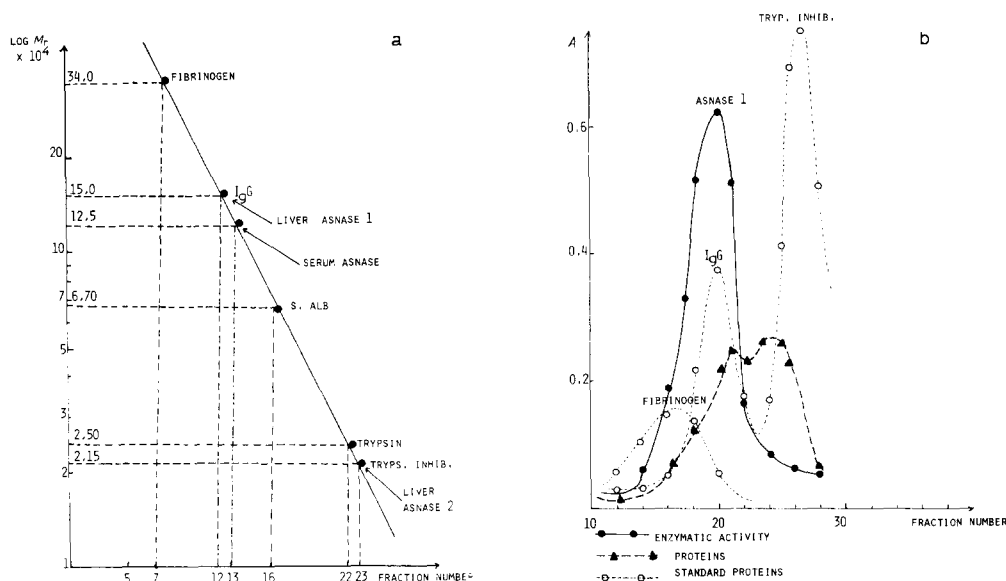 a
LOG Mr
x 10⁴
34,0
20
15,0
12,5
10
7
6,70
5
3
2,50
2,15
2
1
FIBRINOGEN
IgG
LIVER ASNASE 1
SERUM ASNASE
S. ALB
TRYPSIN
TRYPS. INHIB.
LIVER
ASNASE 2
5 7 12 13 16 22 23 FRACTION NUMBER
b
TRYP. INHIB.
A
ASNASE 1
0.6
IgG
0.4
0.2
FIBRINOGEN
10 20 30 FRACTION NUMBER
ENZYMATIC ACTIVITY
PROTEINS
STANDARD PROTEINS